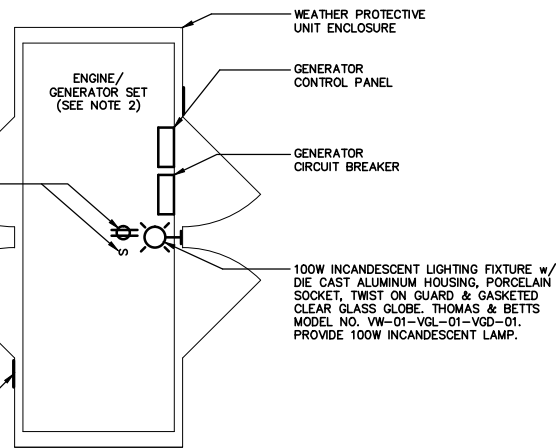 WEATHER PROTECTIVE
UNIT ENCLOSURE
ENGINE/
GENERATOR SET
(SEE NOTE 2)
GENERATOR
CONTROL PANEL
GENERATOR
CIRCUIT BREAKER
S
100W INCANDESCENT LIGHTING FIXTURE w/
DIE CAST ALUMINUM HOUSING, PORCELAIN
SOCKET, TWIST ON GUARD & GASKETED
CLEAR GLASS GLOBE. THOMAS & BETTS
MODEL NO. VW-01-VGL-01-VGD-01.
PROVIDE 100W INCANDESCENT LAMP.